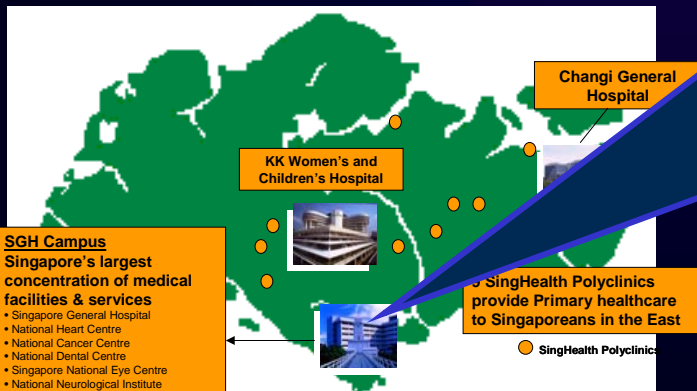 Changi General
Hospital
KK Women's and
Children's Hospital
SGH Campus
Singapore's largest
concentration of medical
facilities & services
• Singapore General Hospital
• National Heart Centre
• National Cancer Centre
• National Dental Centre
• Singapore National Eye Centre
• National Neurological Institute
SingHealth Polyclinics
provide Primary healthcare
to Singaporeans in the East
SingHealth Polyclinics